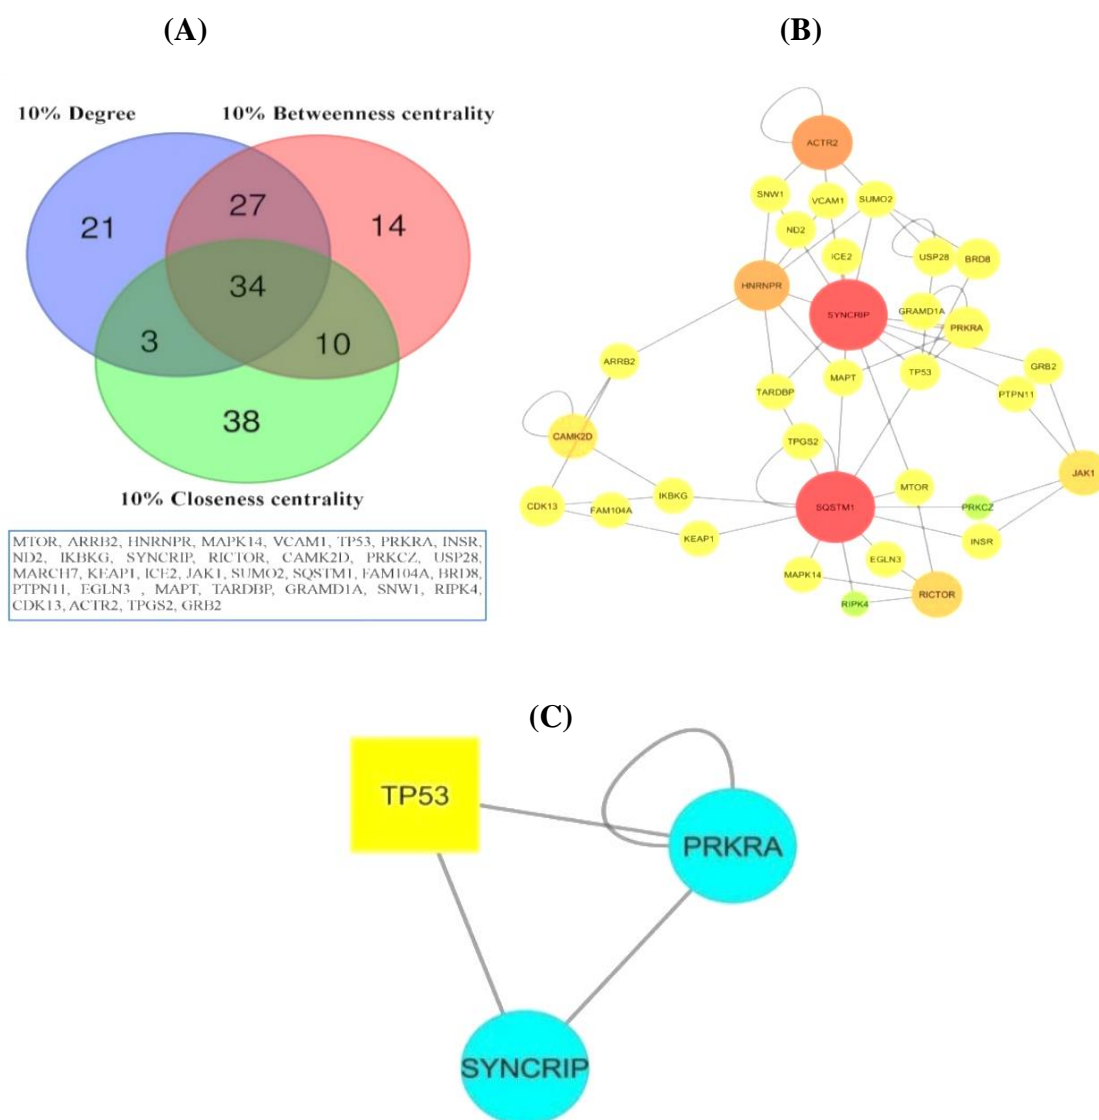 (A)
(B)
10% Degree
10% Betweenness centrality
21
27
14
34
3
10
38
10% Closeness centrality
MTOR, ARRB2, HNRNPR, MAPK14, VCAM1, TP53, PRKRA, INSR,
ND2, IKBKG, SYNCRIP, RICTOR, CAMK2D, PRKCZ, USP28,
MARCH7, KEAP1, ICE2, JAK1, SUMO2, SQSTM1, FAM104A, BRD8,
PTPN11, EGLN3 , MAPT, TARDBP, GRAMD1A, SNW1, RIPK4,
CDK13, ACTR2, TPGS2, GRB2
ACTR2
SNW1
VCAM1
SUMO2
ND2
ICE2
USP28
BRD8
HNRNPR
SYNCRIP
GRAMD1A
PRKRA
ARRB2
TARDBP
MAPT
TP53
GRB2
PTPN11
CAMK2D
TPGS2
JAK1
CDK13
FAM104A
IKBKG
SQSTM1
MTOR
PRKCZ
KEAP1
INSR
MAPK14
EGLN3
RIPK4
RICTOR
(C)
TP53
PRKRA
SYNCRIP